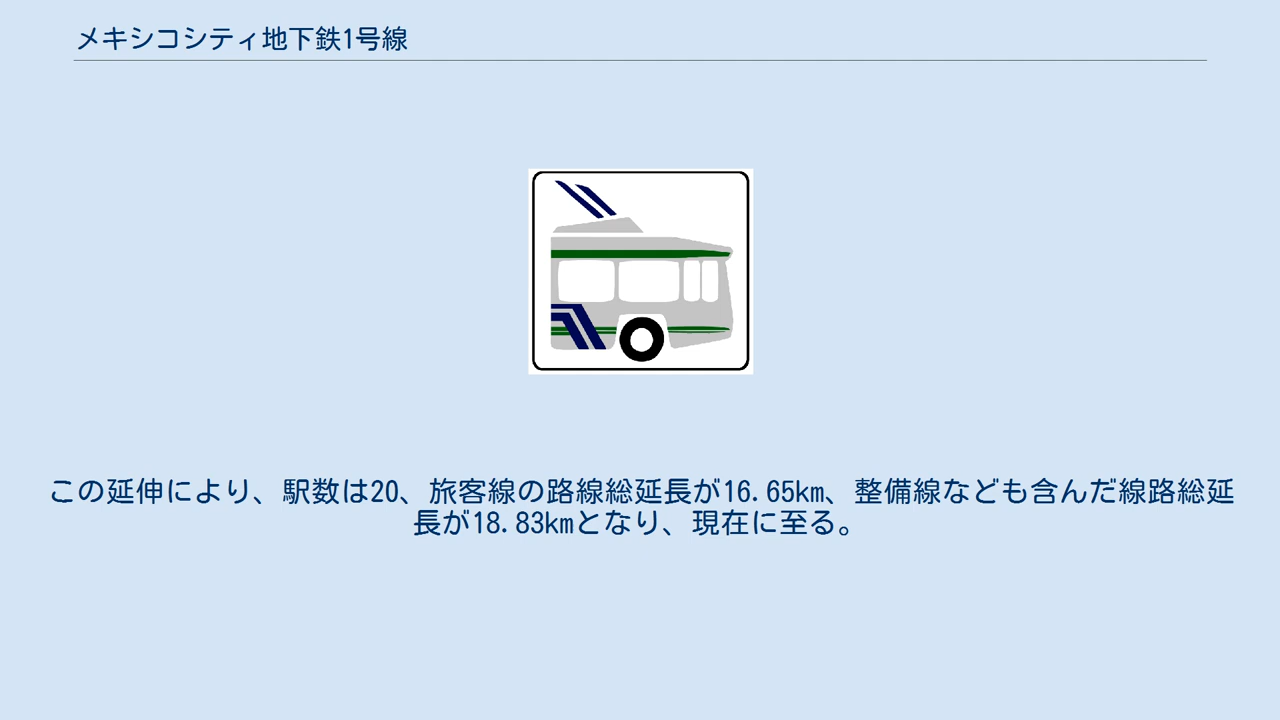 メキシコシティ地下鉄1号線
この延伸により、駅数は20、旅客線の路線総延長が16.65km、整備線なども含んだ線路総延
長が18.83kmとなり、現在に至る。